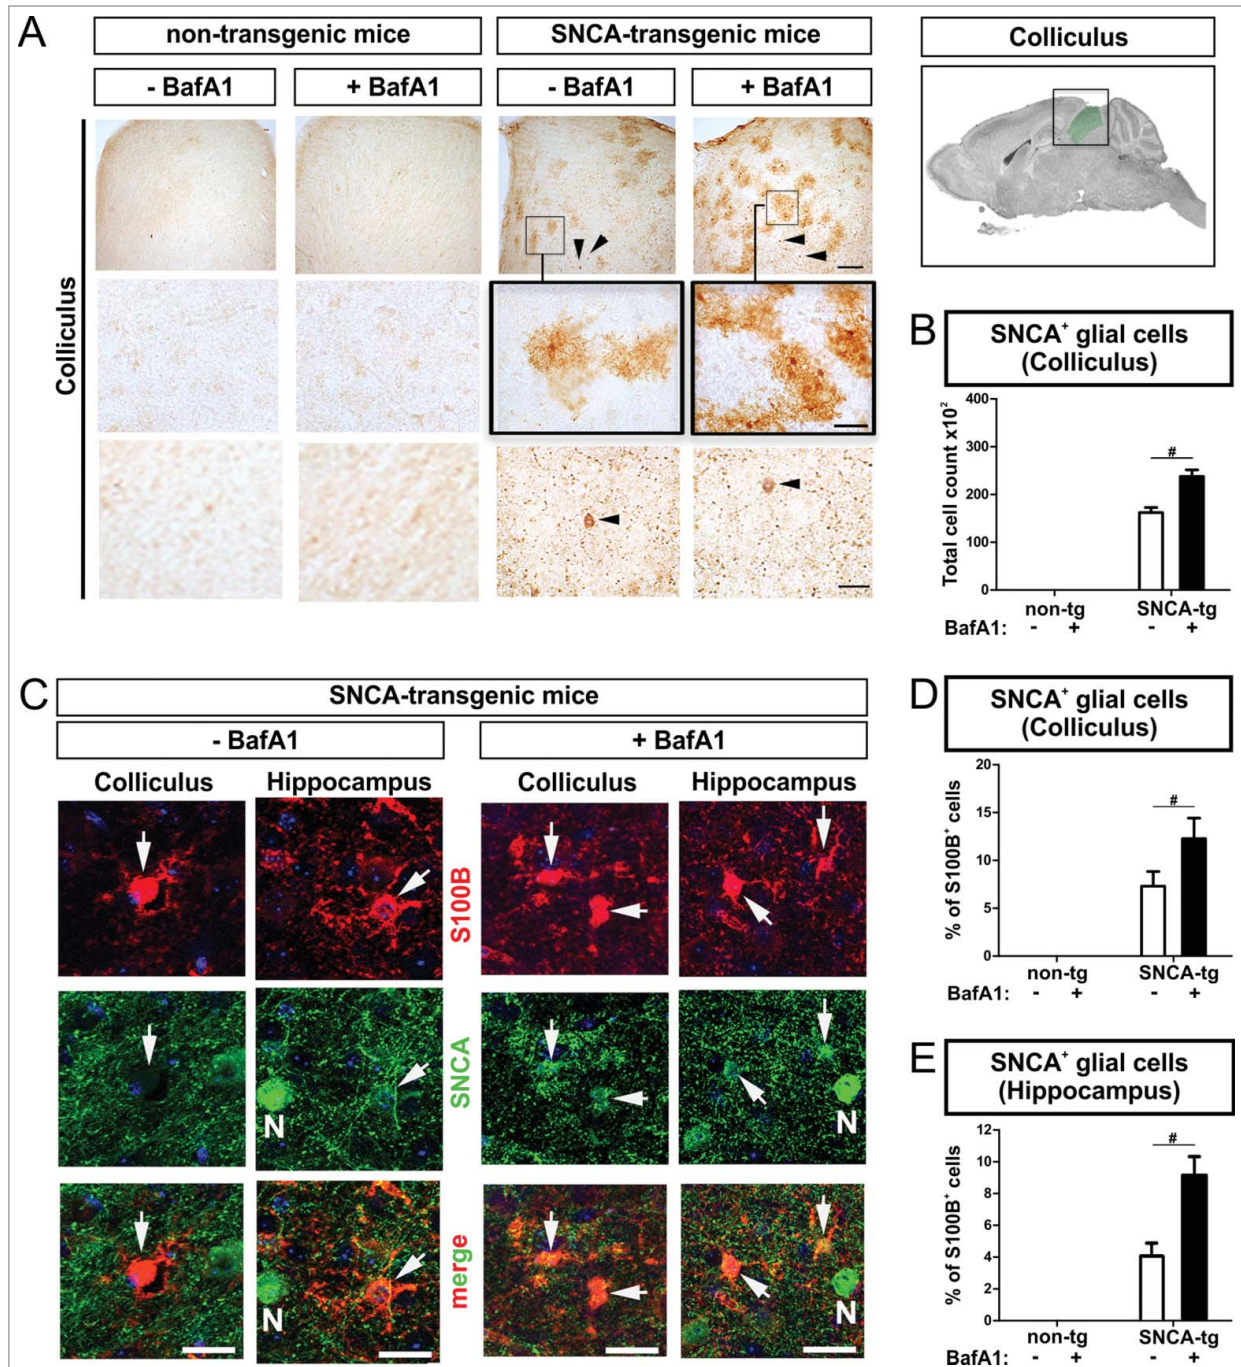 A
non-transgenic mice
SNCA-transgenic mice
Colliculus
- BafA1
+ BafA1
- BafA1
+ BafA1
Colliculus
B
SNCA+ glial cells
(Colliculus)
Total cell count x10²
400
300
200
100
0
#
non-tg
SNCA-tg
BafA1: - + - +
C
SNCA-transgenic mice
- BafA1
+ BafA1
Colliculus
Hippocampus
Colliculus
Hippocampus
S100B
SNCA
merge
N
N
N
N
D
SNCA+ glial cells
(Colliculus)
% of S100B+ cells
20
15
10
5
0
#
non-tg
SNCA-tg
BafA1: - + - +
E
SNCA+ glial cells
(Hippocampus)
% of S100B+ cells
12
10
8
6
4
2
0
#
non-tg
SNCA-tg
BafA1: - + - +